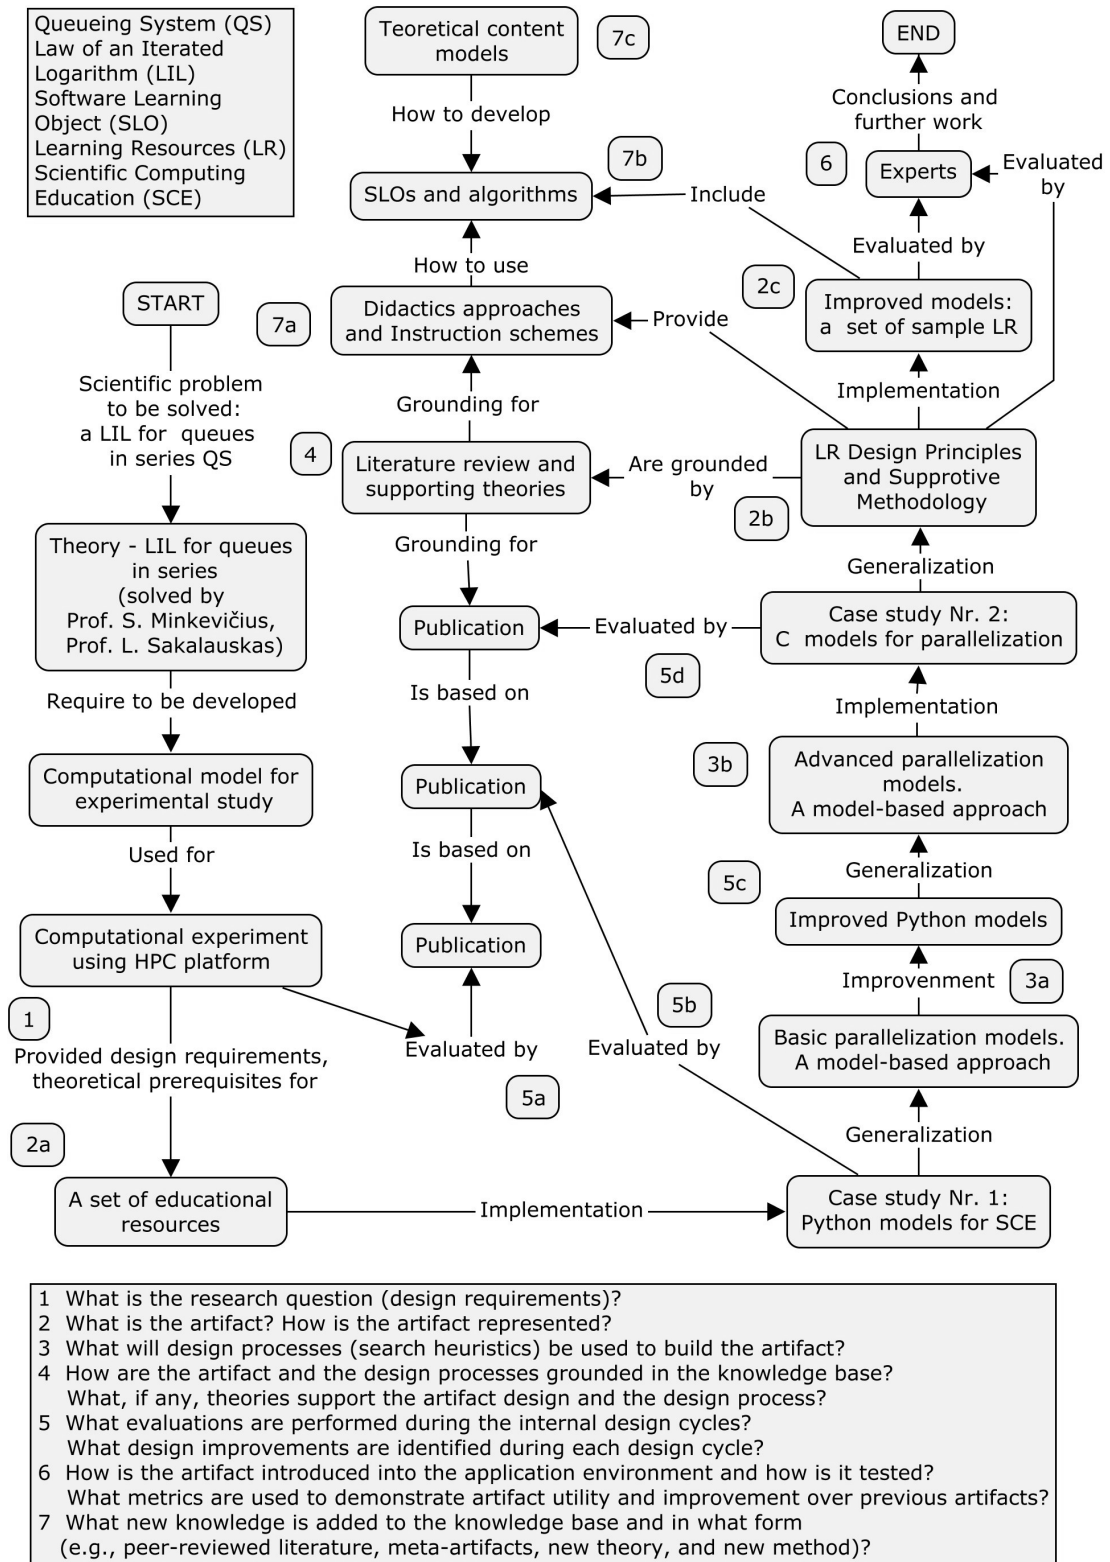 Queueing System (QS)
Law of an Iterated
Logarithm (LIL)
Software Learning
Object (SLO)
Learning Resources (LR)
Scientific Computing
Education (SCE)
Teoretical content
models
7c
END
How to develop
Conclusions and
further work
7b
6
Experts
Evaluated
by
SLOs and algorithms
Include
Evaluated by
How to use
2c
START
7a
Didactics approaches
and Instruction schemes
Provide
Improved models:
a set of sample LR
Scientific problem
to be solved:
a LIL for queues
in series QS
Grounding for
Implementation
4
Literature review and
supporting theories
Are grounded
by
2b
LR Design Principles
and Supprotive
Methodology
Theory - LIL for queues
in series
(solved by
Prof. S. Minkevičius,
Prof. L. Sakalauskas)
Grounding for
Generalization
Publication
Evaluated by
Case study Nr. 2:
C models for parallelization
5d
Require to be developed
Is based on
Implementation
Computational model for
experimental study
Publication
3b
Advanced parallelization
models.
A model-based approach
Used for
Is based on
5c
Generalization
Computational experiment
using HPC platform
Publication
Improved Python models
1
5b
Improvenment
3a
Provided design requirements,
theoretical prerequisites for
Evaluated by
5a
Evaluated by
Basic parallelization models.
A model-based approach
2a
Generalization
A set of educational
resources
Implementation
Case study Nr. 1:
Python models for SCE
1 What is the research question (design requirements)?
2 What is the artifact? How is the artifact represented?
3 What will design processes (search heuristics) be used to build the artifact?
4 How are the artifact and the design processes grounded in the knowledge base?
What, if any, theories support the artifact design and the design process?
5 What evaluations are performed during the internal design cycles?
What design improvements are identified during each design cycle?
6 How is the artifact introduced into the application environment and how is it tested?
What metrics are used to demonstrate artifact utility and improvement over previous artifacts?
7 What new knowledge is added to the knowledge base and in what form
(e.g., peer-reviewed literature, meta-artifacts, new theory, and new method)?